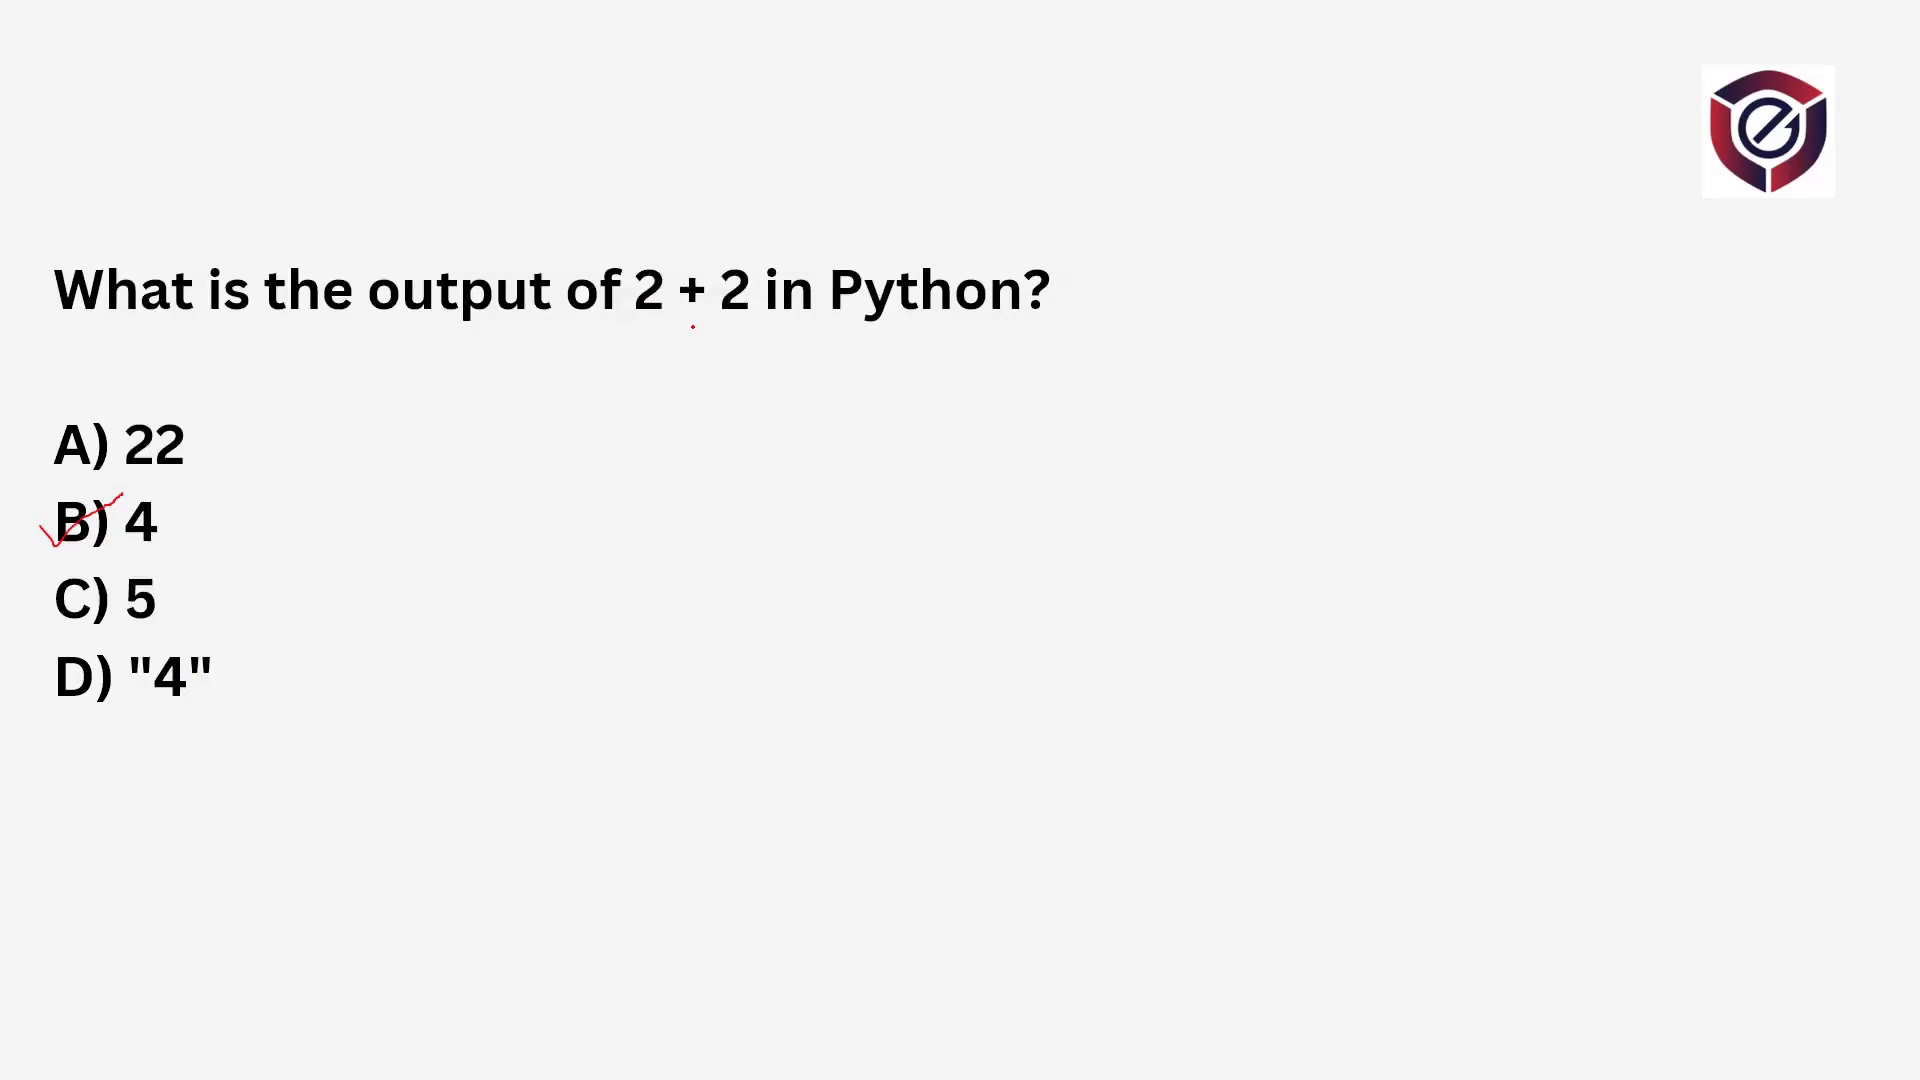 What is the output of 2 + 2 in Python?
A) 22
B) 4
C) 5
D) "4"